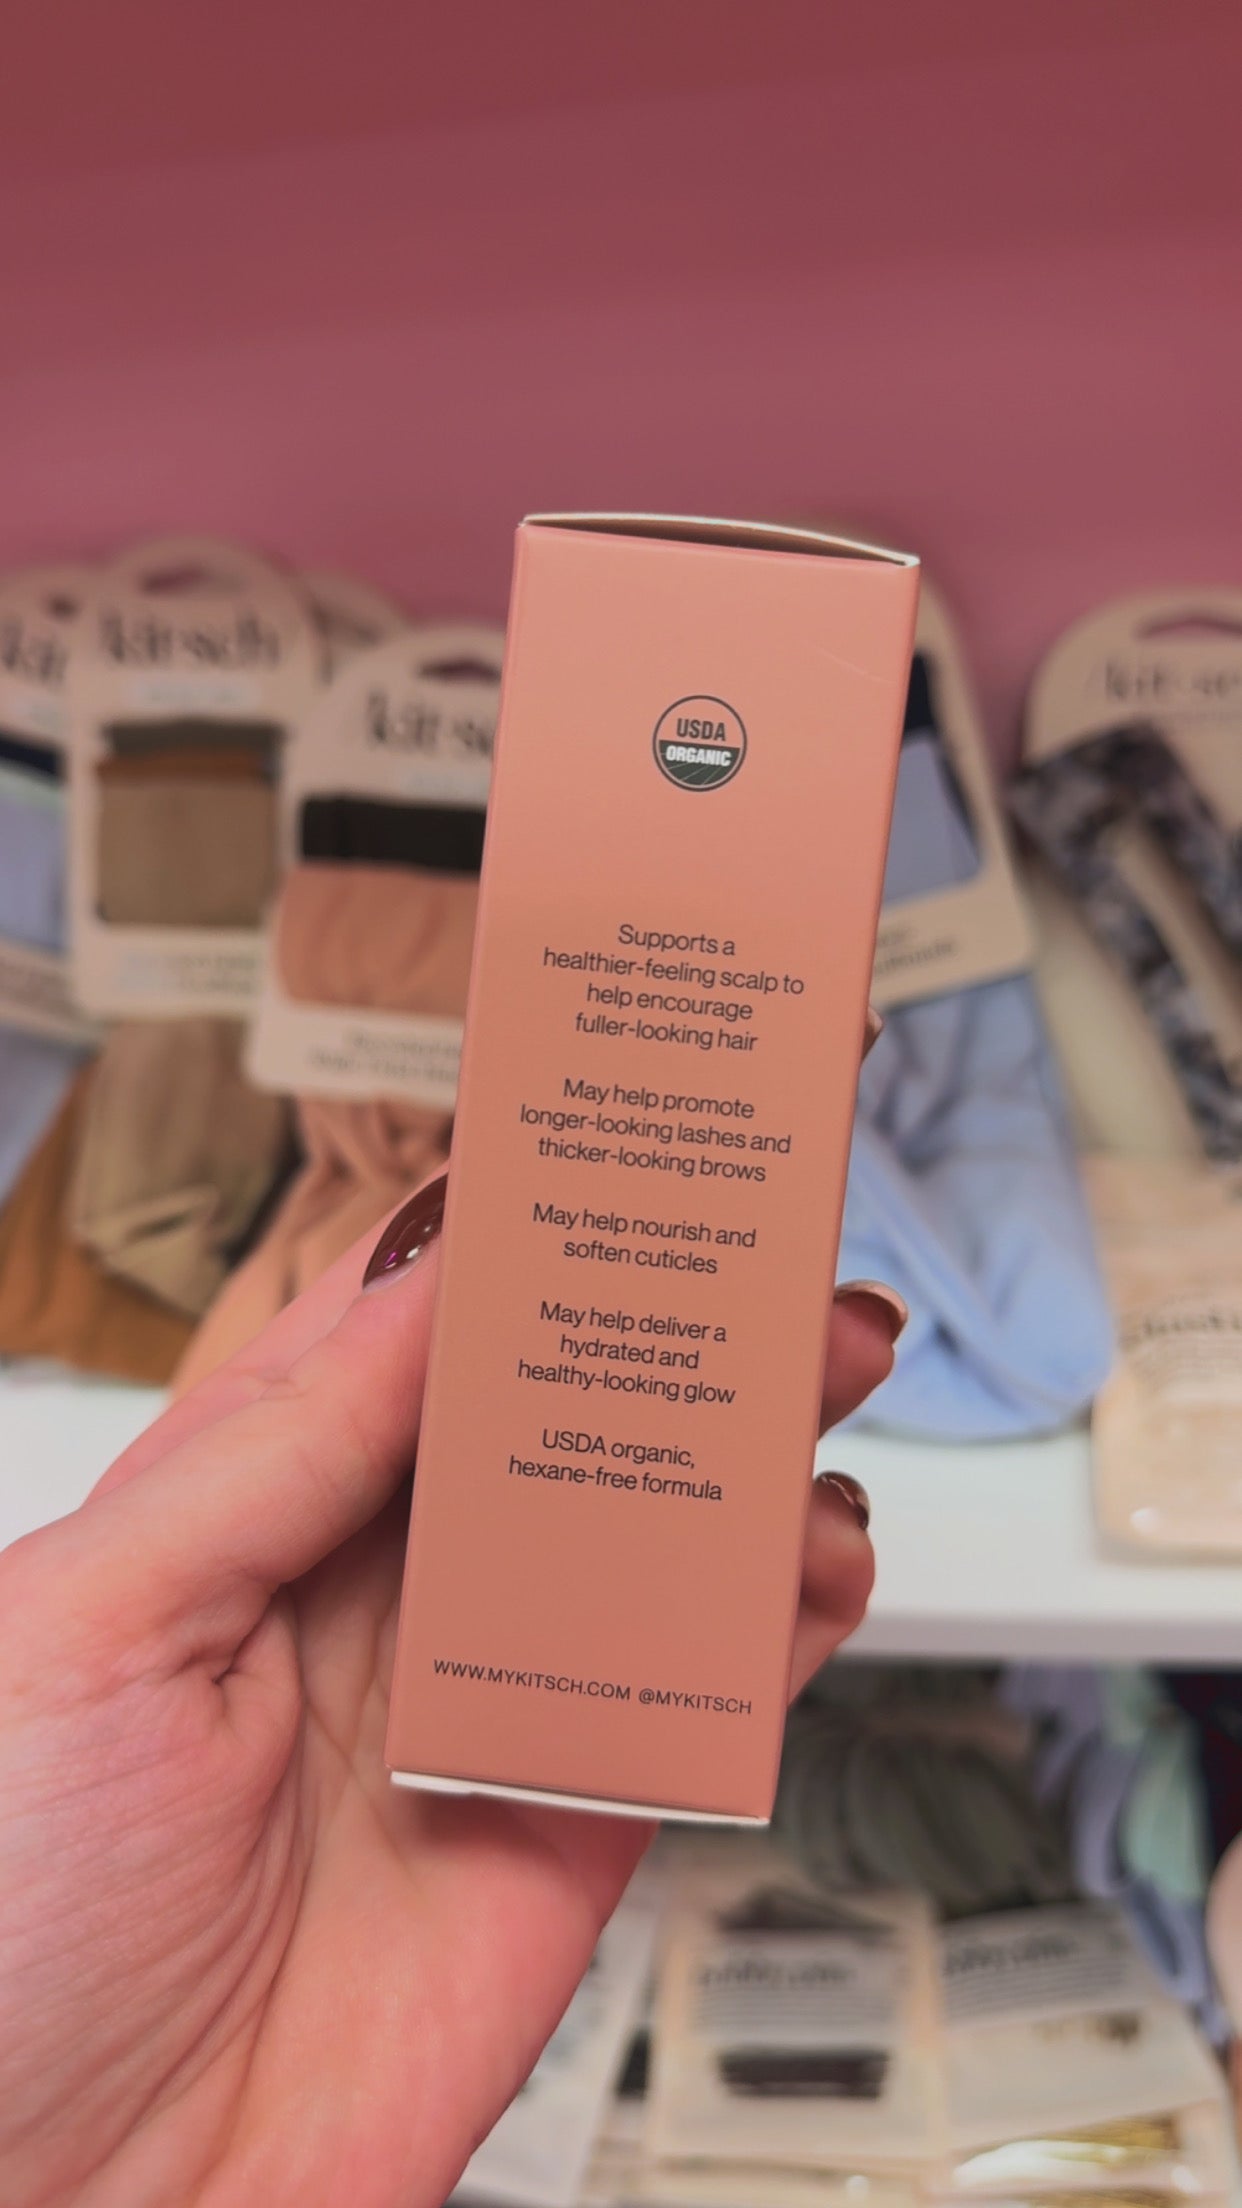 kitsch
USDA
ORGANIC
Supports a
healthier-feeling scalp to
help encourage
fuller-looking hair
May help promote
longer-looking lashes and
thicker-looking brows
May help nourish and
soften cuticles
May help deliver a
hydrated and
healthy-looking glow
USDA organic,
hexane-free formula
WWW.MYKITSCH.COM @MYKITSCH